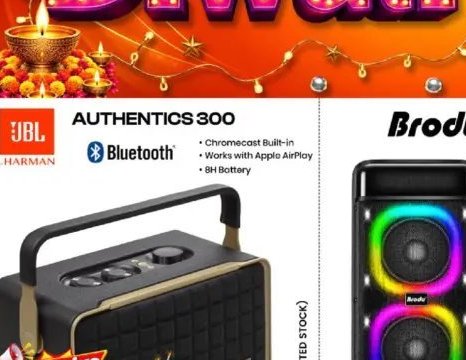 JBL
HARMAN
AUTHENTICS 300
Bluetooth
• Chromecast Built-in
• Works with Apple AirPlay
• 8H Battery
TED STOCK)
Brodu